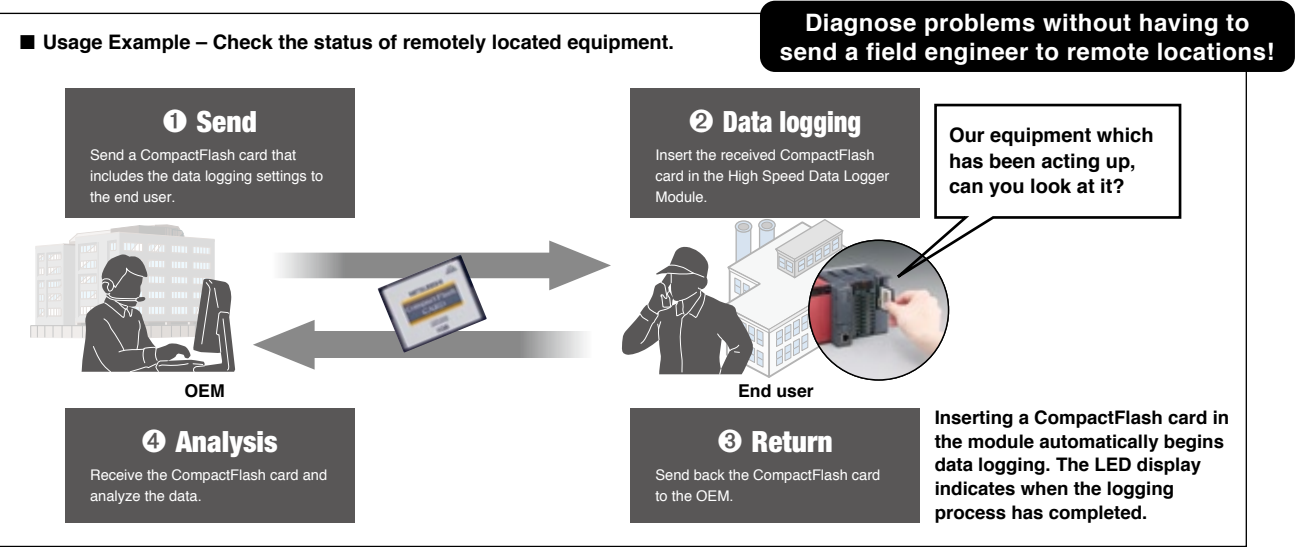 ■ Usage Example – Check the status of remotely located equipment.
Diagnose problems without having to
send a field engineer to remote locations!
❶ Send
Send a CompactFlash card that
includes the data logging settings to
the end user.
❷ Data logging
Insert the received CompactFlash
card in the High Speed Data Logger
Module.
Our equipment which
has been acting up,
can you look at it?
MITSUBISHI
CompactFlash
CARD
OEM
End user
❹ Analysis
Receive the CompactFlash card and
analyze the data.
❸ Return
Send back the CompactFlash card
to the OEM.
Inserting a CompactFlash card in
the module automatically begins
data logging. The LED display
indicates when the logging
process has completed.